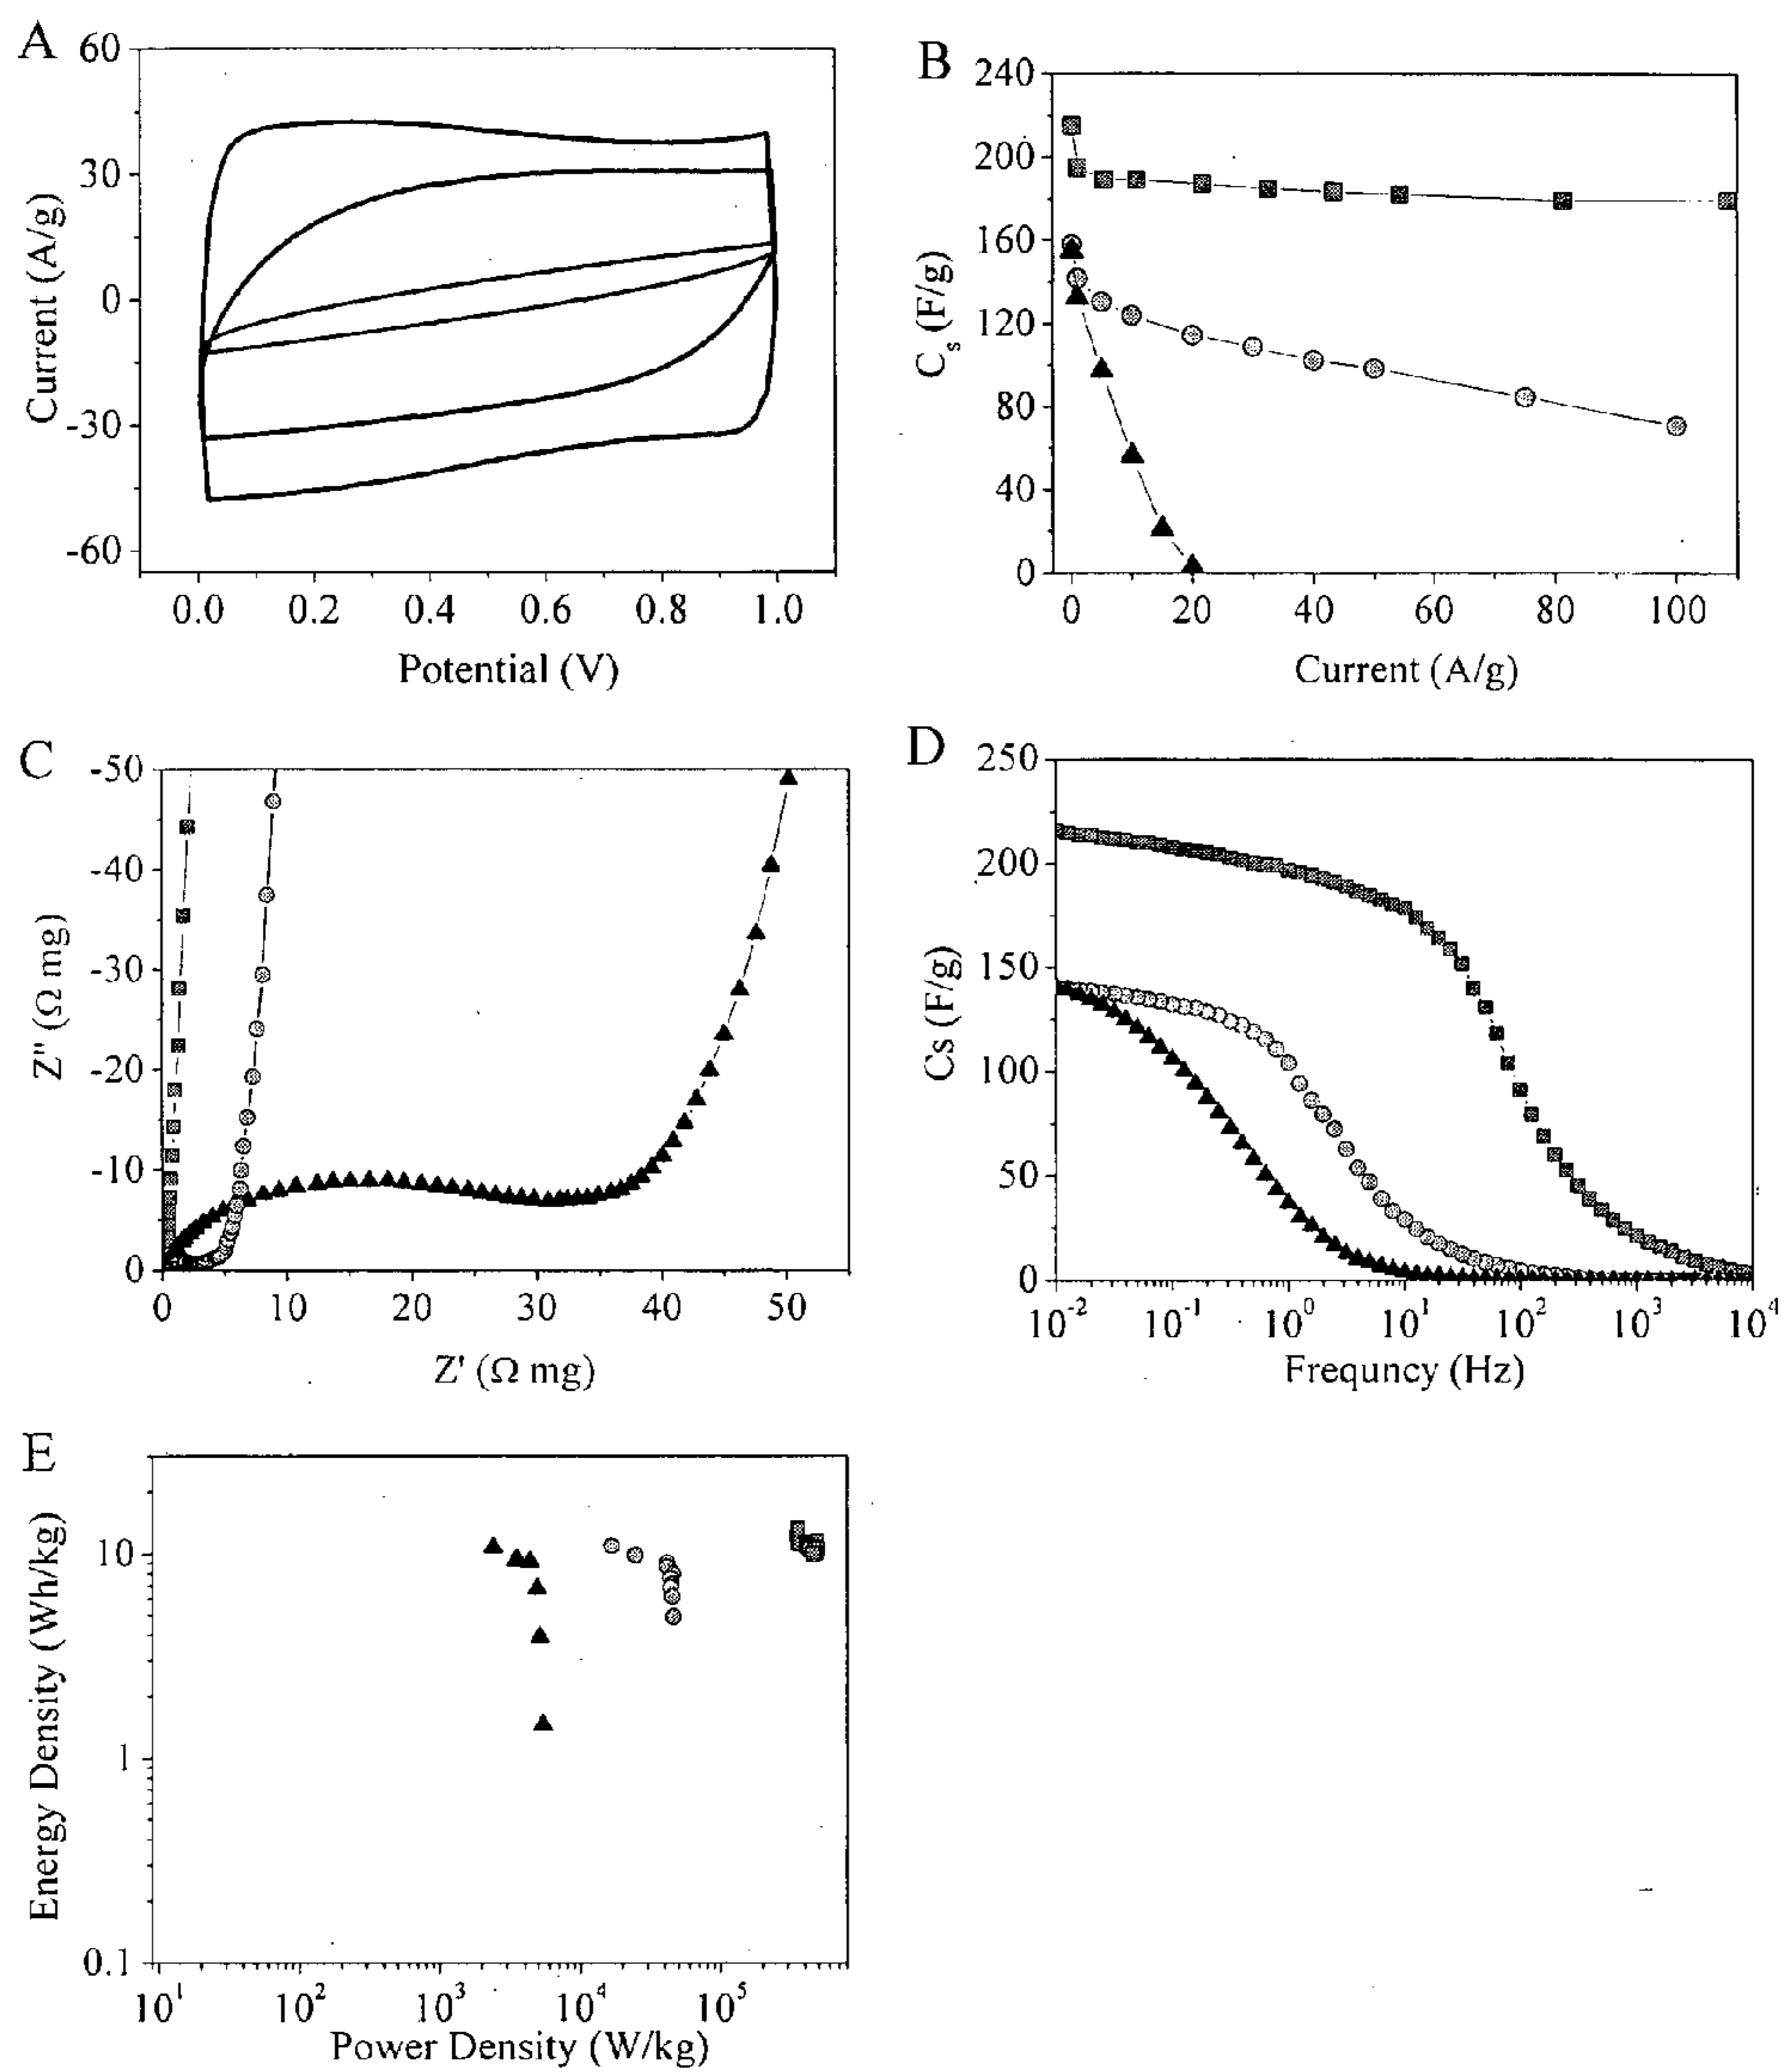 A
60
30
0
-30
-60
Current (A/g)
0.0 0.2 0.4 0.6 0.8 1.0
Potential (V)
B
240
200
160
120
80
40
0
Cs (F/g)
0 20 40 60 80 100
Current (A/g)
C
-50
-40
-30
-20
-10
0
Z" (Ω mg)
0 10 20 30 40 50
Z' (Ω mg)
D
250
200
150
100
50
0
Cs (F/g)
10-2 10-1 100 101 102 103 104
Frequncy (Hz)
E
10
1
0.1
Energy Density (Wh/kg)
101 102 103 104 105
Power Density (W/kg)